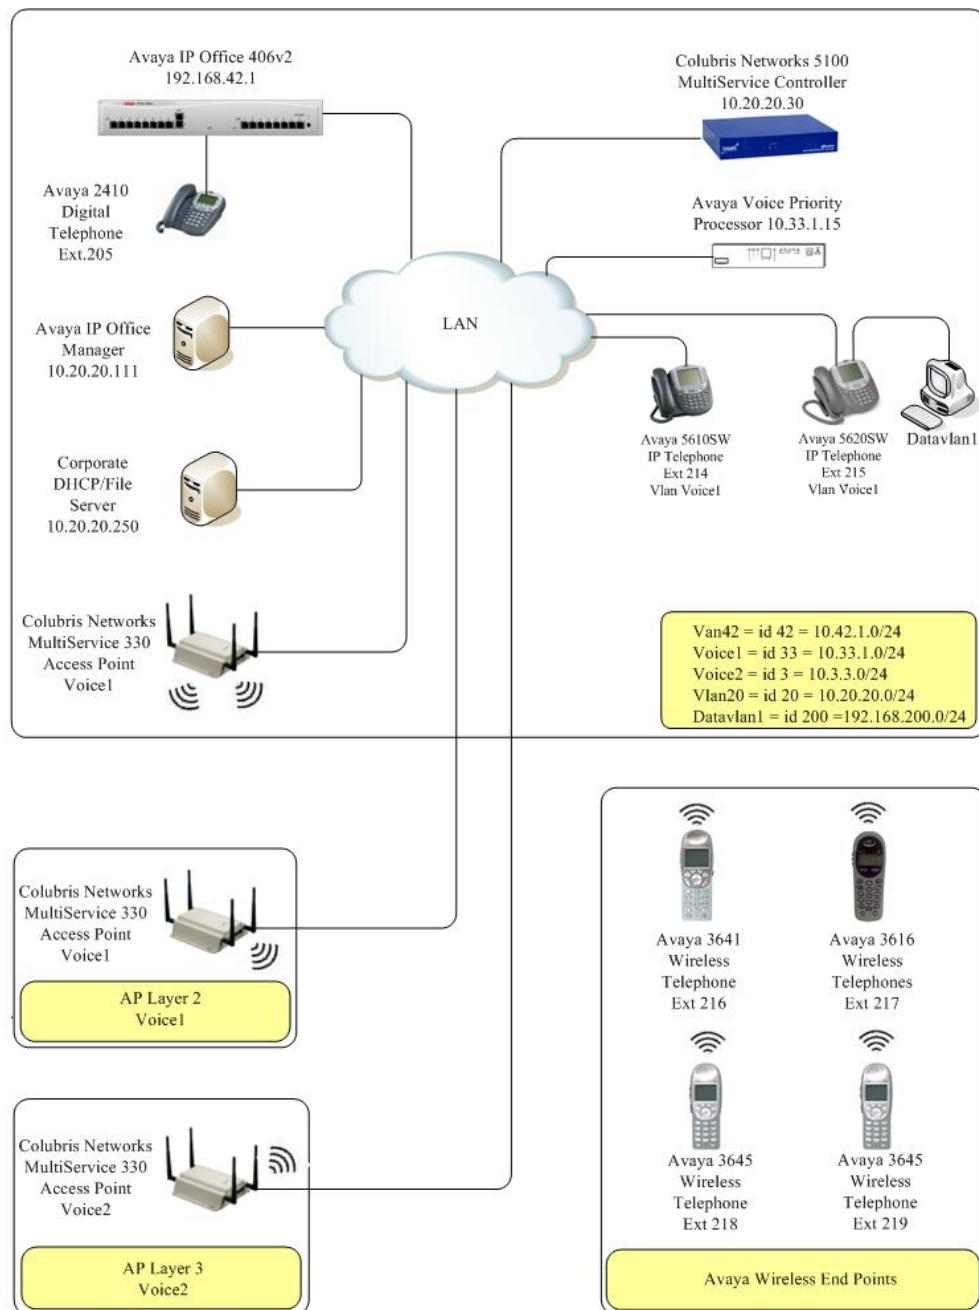 Avaya IP Office 406v2
192.168.42.1
Colubris Networks 5100
MultiService Controller
10.20.20.30
Avaya 2410
Digital
Telephone
Ext.205
Avaya Voice Priority
Processor 10.33.1.15
LAN
Avaya IP Office
Manager
10.20.20.111
Avaya 5610SW
IP Telephone
Ext 214
Vlan Voice1
Avaya 5620SW
IP Telephone
Ext 215
Vlan Voice1
Datavlan1
Corporate
DHCP/File
Server
10.20.20.250
Colubris Networks
MultiService 330
Access Point
Voice1
Van42 = id 42 = 10.42.1.0/24
Voice1 = id 33 = 10.33.1.0/24
Voice2 = id 3 = 10.3.3.0/24
Vlan20 = id 20 = 10.20.20.0/24
Datavlan1 = id 200 =192.168.200.0/24
Colubris Networks
MultiService 330
Access Point
Voice1
AP Layer 2
Voice1
Colubris Networks
MultiService 330
Access Point
Voice2
AP Layer 3
Voice2
Avaya 3641
Wireless
Telephone
Ext 216
Avaya 3616
Wireless
Telephones
Ext 217
Avaya 3645
Wireless
Telephone
Ext 218
Avaya 3645
Wireless
Telephone
Ext 219
Avaya Wireless End Points